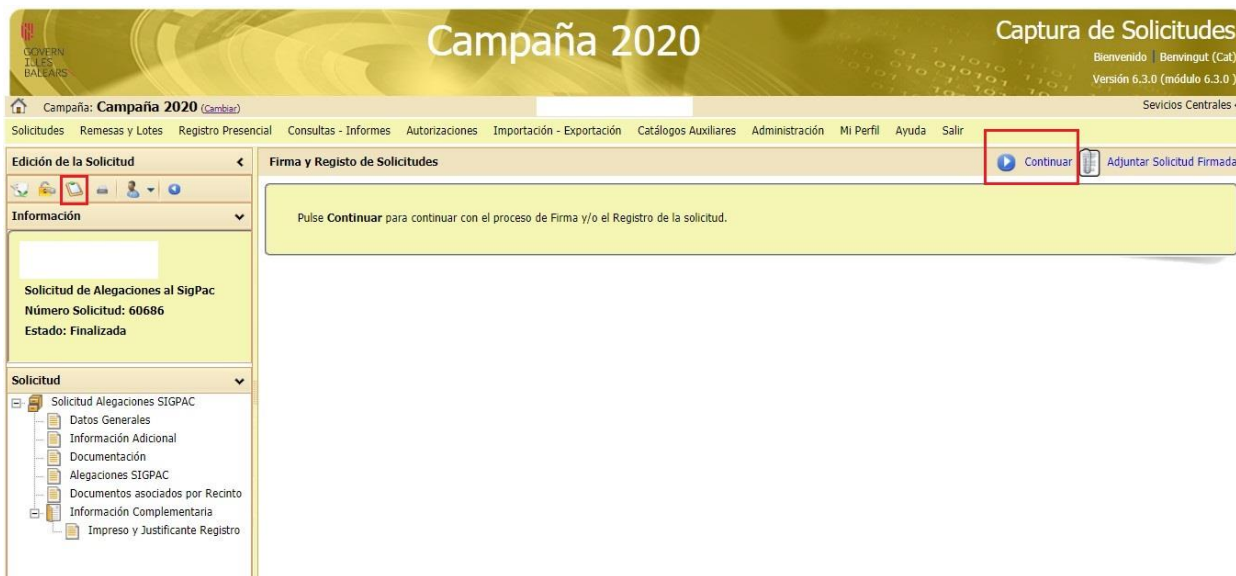 GOVERN
ILLES
BALEARS
Campaña 2020
Captura de Solicitudes
Bienvenido | Benvingut (Cat)
Versión 6.3.0 (módulo 6.3.0 )
Campaña: Campaña 2020 (Cambiar)
Sevicios Centrales
Solicitudes Remesas y Lotes Registro Presencial Consultas - Informes Autorizaciones Importación - Exportación Catálogos Auxiliares Administración Mi Perfil Ayuda Salir
Edición de la Solicitud
Firma y Registo de Solicitudes
Continuar
Adjuntar Solicitud Firmada
Información
Pulse Continuar para continuar con el proceso de Firma y/o el Registro de la solicitud.
Solicitud de Alegaciones al SigPac
Número Solicitud: 60686
Estado: Finalizada
Solicitud
Solicitud Alegaciones SIGPAC
Datos Generales
Información Adicional
Documentación
Alegaciones SIGPAC
Documentos asociados por Recinto
Información Complementaria
Impreso y Justificante Registro